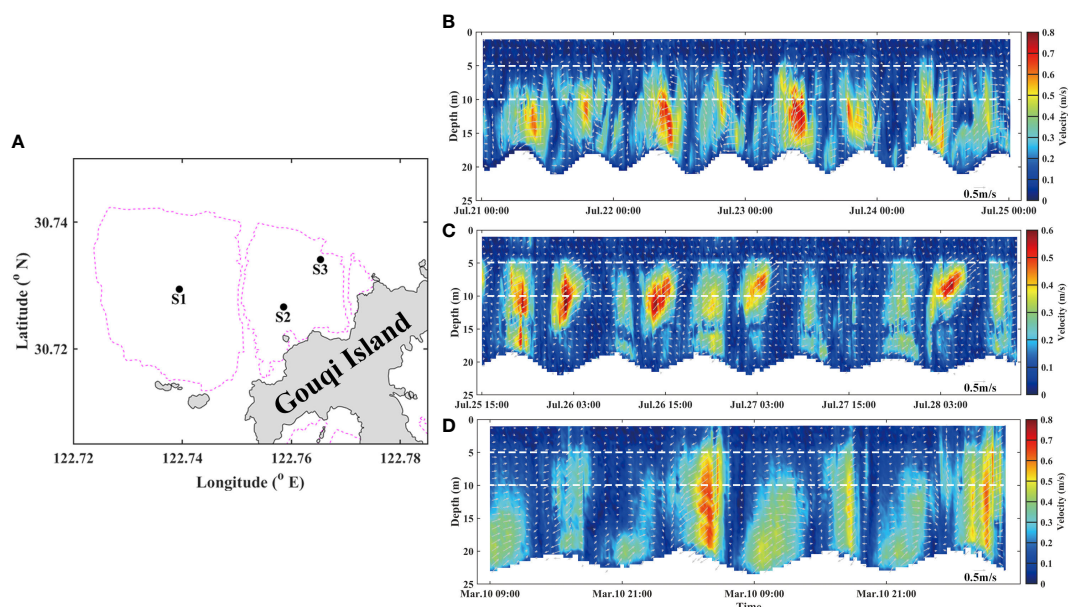 A
Latitude (° N)
30.74
30.72
S1
S2
S3
Gouqi Island
122.72 122.74 122.76 122.78
Longitude (° E)
B
Depth (m)
0
5
10
15
20
25
0.5m/s
Jul.21 00:00 Jul.22 00:00 Jul.23 00:00 Jul.24 00:00 Jul.25 00:00
0.8
0.7
0.6
0.5
0.4
0.3
0.2
0.1
0
Velocity (m/s)
C
Depth (m)
0
5
10
15
20
25
0.5m/s
Jul.25 15:00 Jul.26 03:00 Jul.26 15:00 Jul.27 03:00 Jul.27 15:00 Jul.28 03:00
0.6
0.5
0.4
0.3
0.2
0.1
0
Velocity (m/s)
D
Depth (m)
0
5
10
15
20
25
0.5m/s
Mar.10 09:00 Mar.10 21:00 Mar.10 09:00 Mar.10 21:00
Time
0.8
0.7
0.6
0.5
0.4
0.3
0.2
0.1
0
Velocity (m/s)